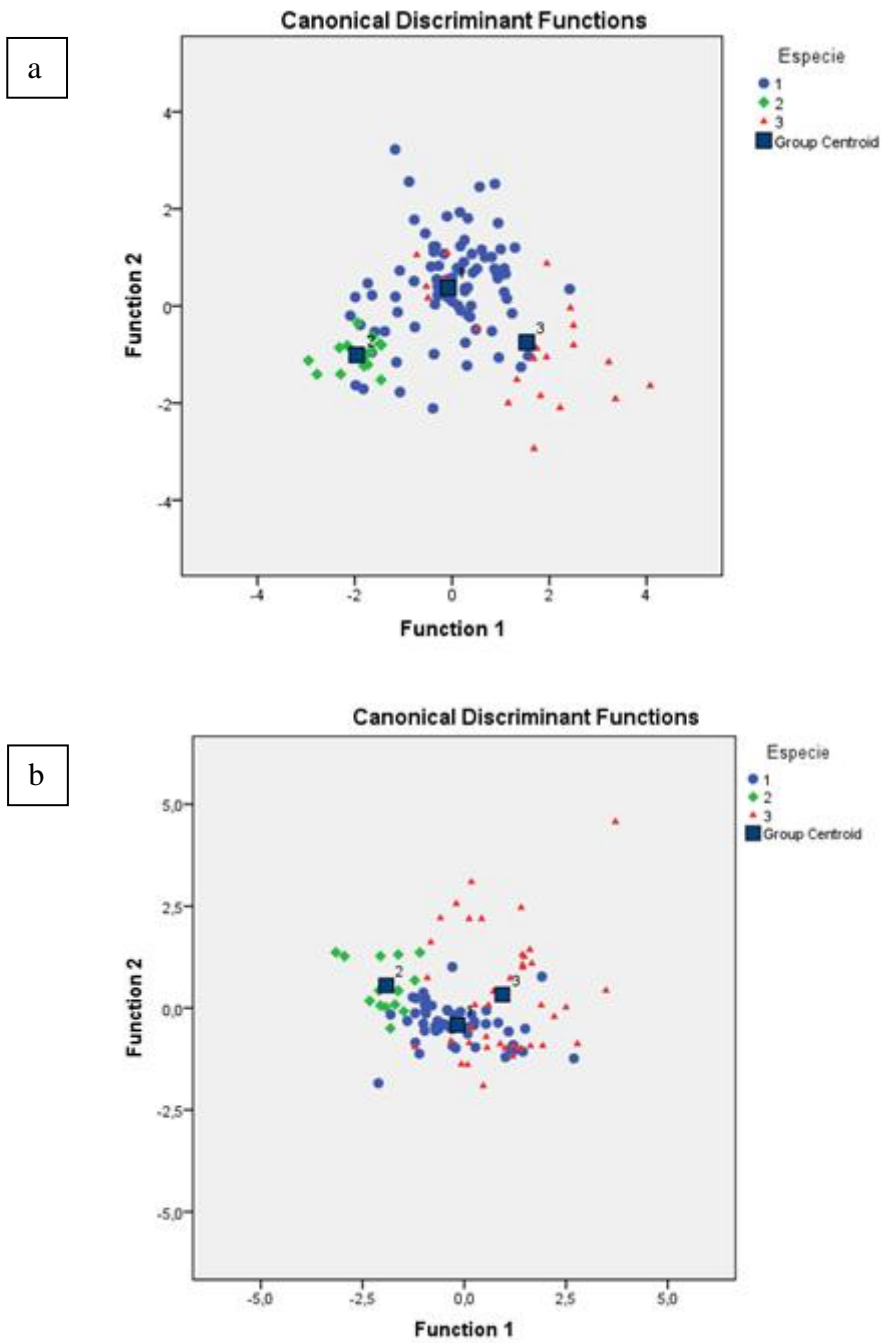 a
Canonical Discriminant Functions
Especie
1
2
3
Group Centroid
4
2
0
-2
-4
Function 2
1
2
3
-4
-2
0
2
4
Function 1
b
Canonical Discriminant Functions
Especie
1
2
3
Group Centroid
5,0
2,5
0,0
-2,5
-5,0
Function 2
2
3
1
-5,0
-2,5
0,0
2,5
5,0
Function 1